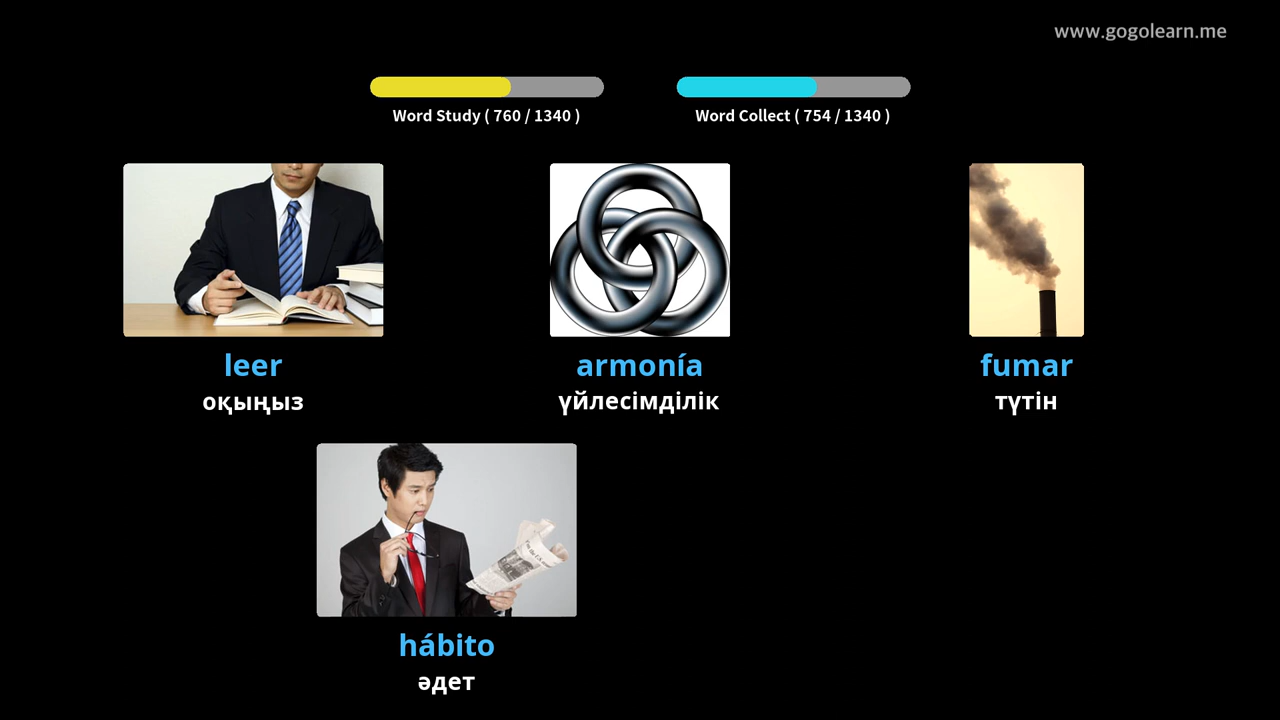 www.gogolearn.me
Word Study ( 760 / 1340 )
Word Collect ( 754 / 1340 )
leer
оқыңыз
armonía
үйлесімділік
fumar
түтін
hábito
әдет